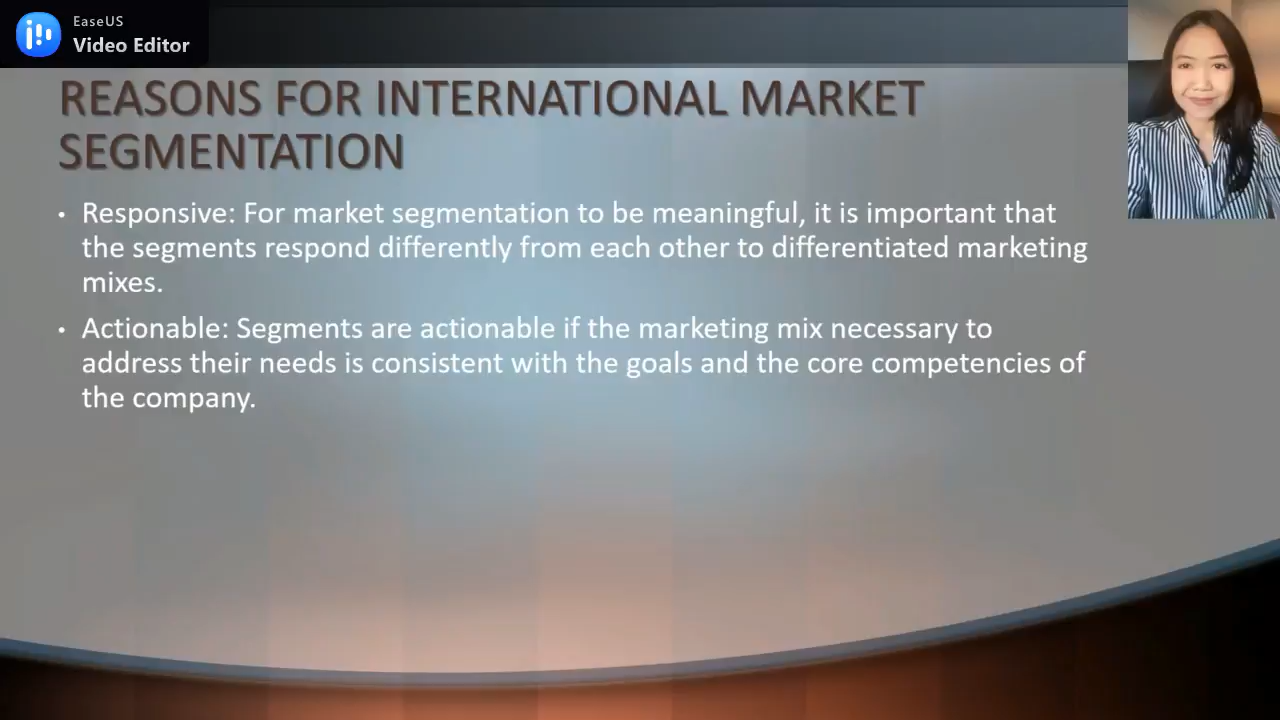 EaseUS
Video Editor
REASONS FOR INTERNATIONAL MARKET
SEGMENTATION
• Responsive: For market segmentation to be meaningful, it is important that
the segments respond differently from each other to differentiated marketing
mixes.
• Actionable: Segments are actionable if the marketing mix necessary to
address their needs is consistent with the goals and the core competencies of
the company.